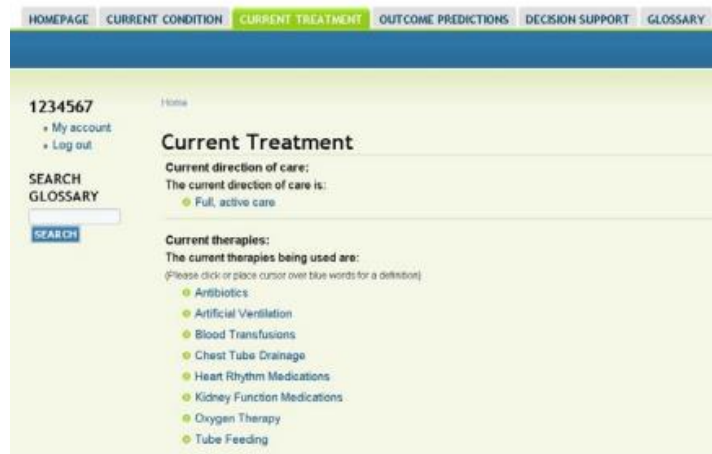 HOMEPAGE CURRENT CONDITION CURRENT TREATMENT OUTCOME PREDICTIONS DECISION SUPPORT GLOSSARY
1234567
My account
Log out
SEARCH
GLOSSARY
SEARCH
Home
Current Treatment
Current direction of care:
The current direction of care is:
Full, active care
Current therapies:
The current therapies being used are:
(Please click or place cursor over blue words for a definition)
Antibiotics
Artificial Ventilation
Blood Transfusions
Chest Tube Drainage
Heart Rhythm Medications
Kidney Function Medications
Oxygen Therapy
Tube Feeding